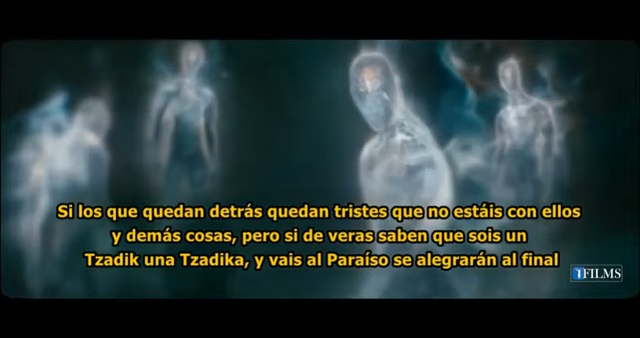 Si los que quedan detrás quedan tristes que no estáis con ellos
y demás cosas, pero si de veras saben que sois un
Tzadik una Tzadika, y vais al Paraíso se alegrarán al final
1FILMS